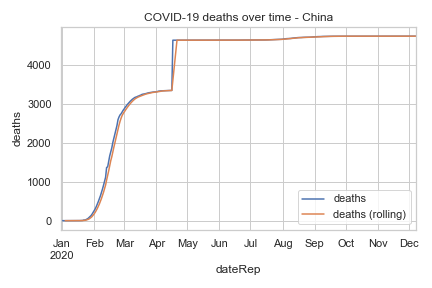 COVID-19 deaths over time - China
deaths
4000
3000
2000
1000
0
deaths
deaths (rolling)
Jan Feb Mar Apr May Jun Jul Aug Sep Oct Nov Dec
2020
dateRep